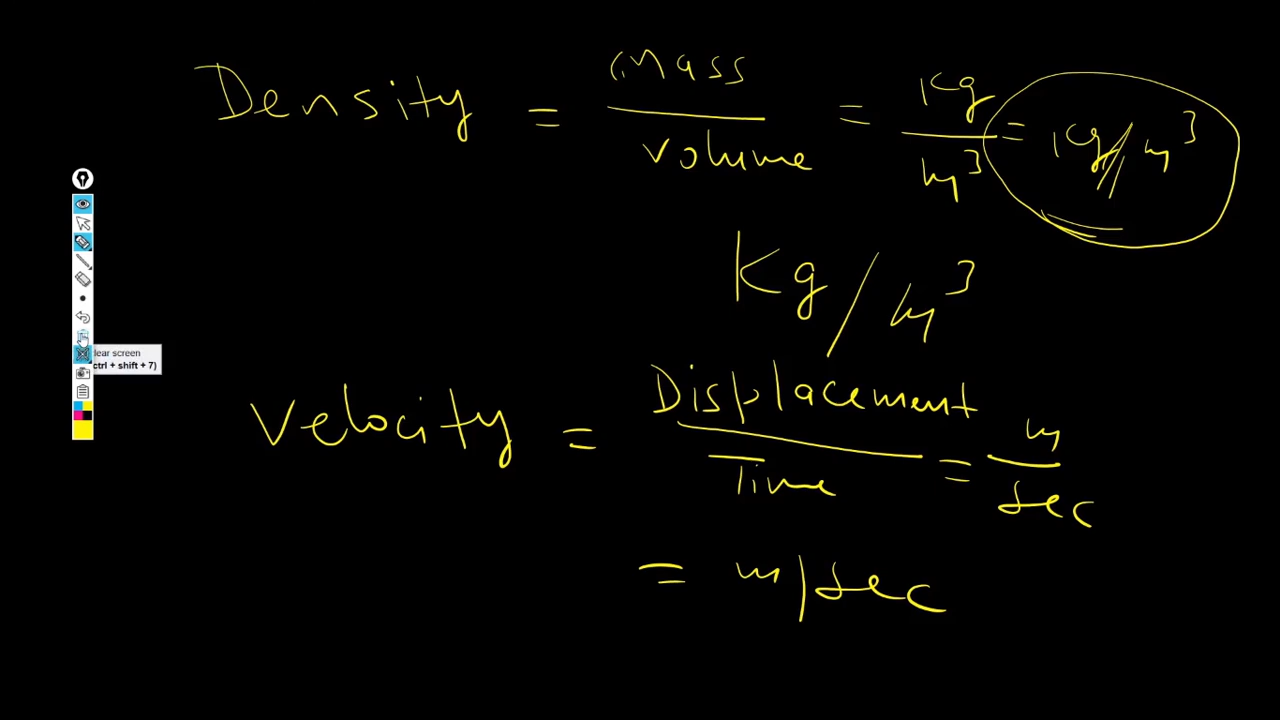 Density = Mass / Volume = Kg / m³ = Kg/m³
Kg/m³
lear screen
ctrl + shift + 7)
Velocity = Displacement / Time = m / sec
= m/sec